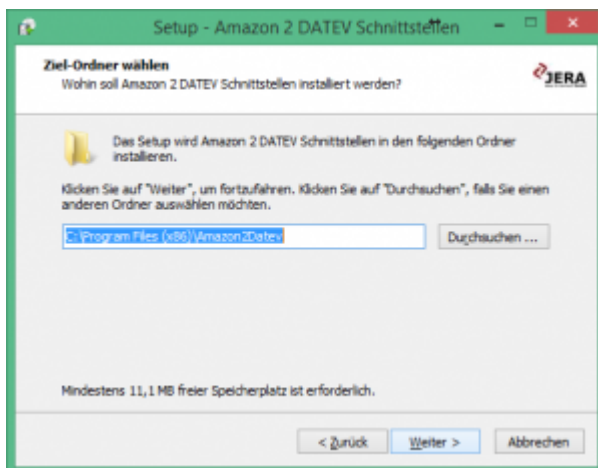 Setup - Amazon 2 DATEV Schnittstellen
Ziel-Ordner wählen
Wohin soll Amazon 2 DATEV Schnittstellen installiert werden?
JERA
Das Setup wird Amazon 2 DATEV Schnittstellen in den folgenden Ordner
installieren.
Klicken Sie auf "Weiter", um fortzufahren. Klicken Sie auf "Durchsuchen", falls Sie einen
anderen Ordner auswählen möchten.
C:\Program Files (x86)\Amazon2Datev
Durchsuchen ...
Mindestens 11,1 MB freier Speicherplatz ist erforderlich.
< Zurück
Weiter >
Abbrechen